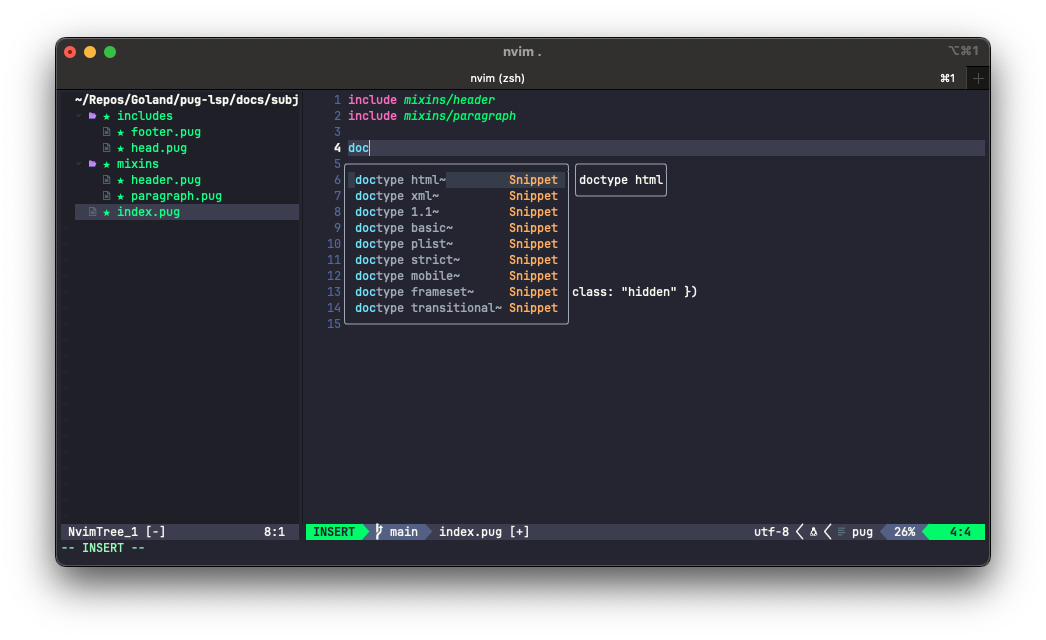 nvim .
⌥⌘1
nvim (zsh)
⌘1
~/Repos/Goland/pug-lsp/docs/subj
includes
footer.pug
head.pug
mixins
header.pug
paragraph.pug
index.pug
1 include mixins/header
2 include mixins/paragraph
3
4 doc
5
6 doctype html~ Snippet doctype html
7 doctype xml~ Snippet
8 doctype 1.1~ Snippet
9 doctype basic~ Snippet
10 doctype plist~ Snippet
11 doctype strict~ Snippet
12 doctype mobile~ Snippet
13 doctype frameset~ Snippet class: "hidden" })
14 doctype transitional~ Snippet
15
NvimTree_1 [-] 8:1
INSERT main index.pug [+] utf-8 pug 26% 4:4
-- INSERT --